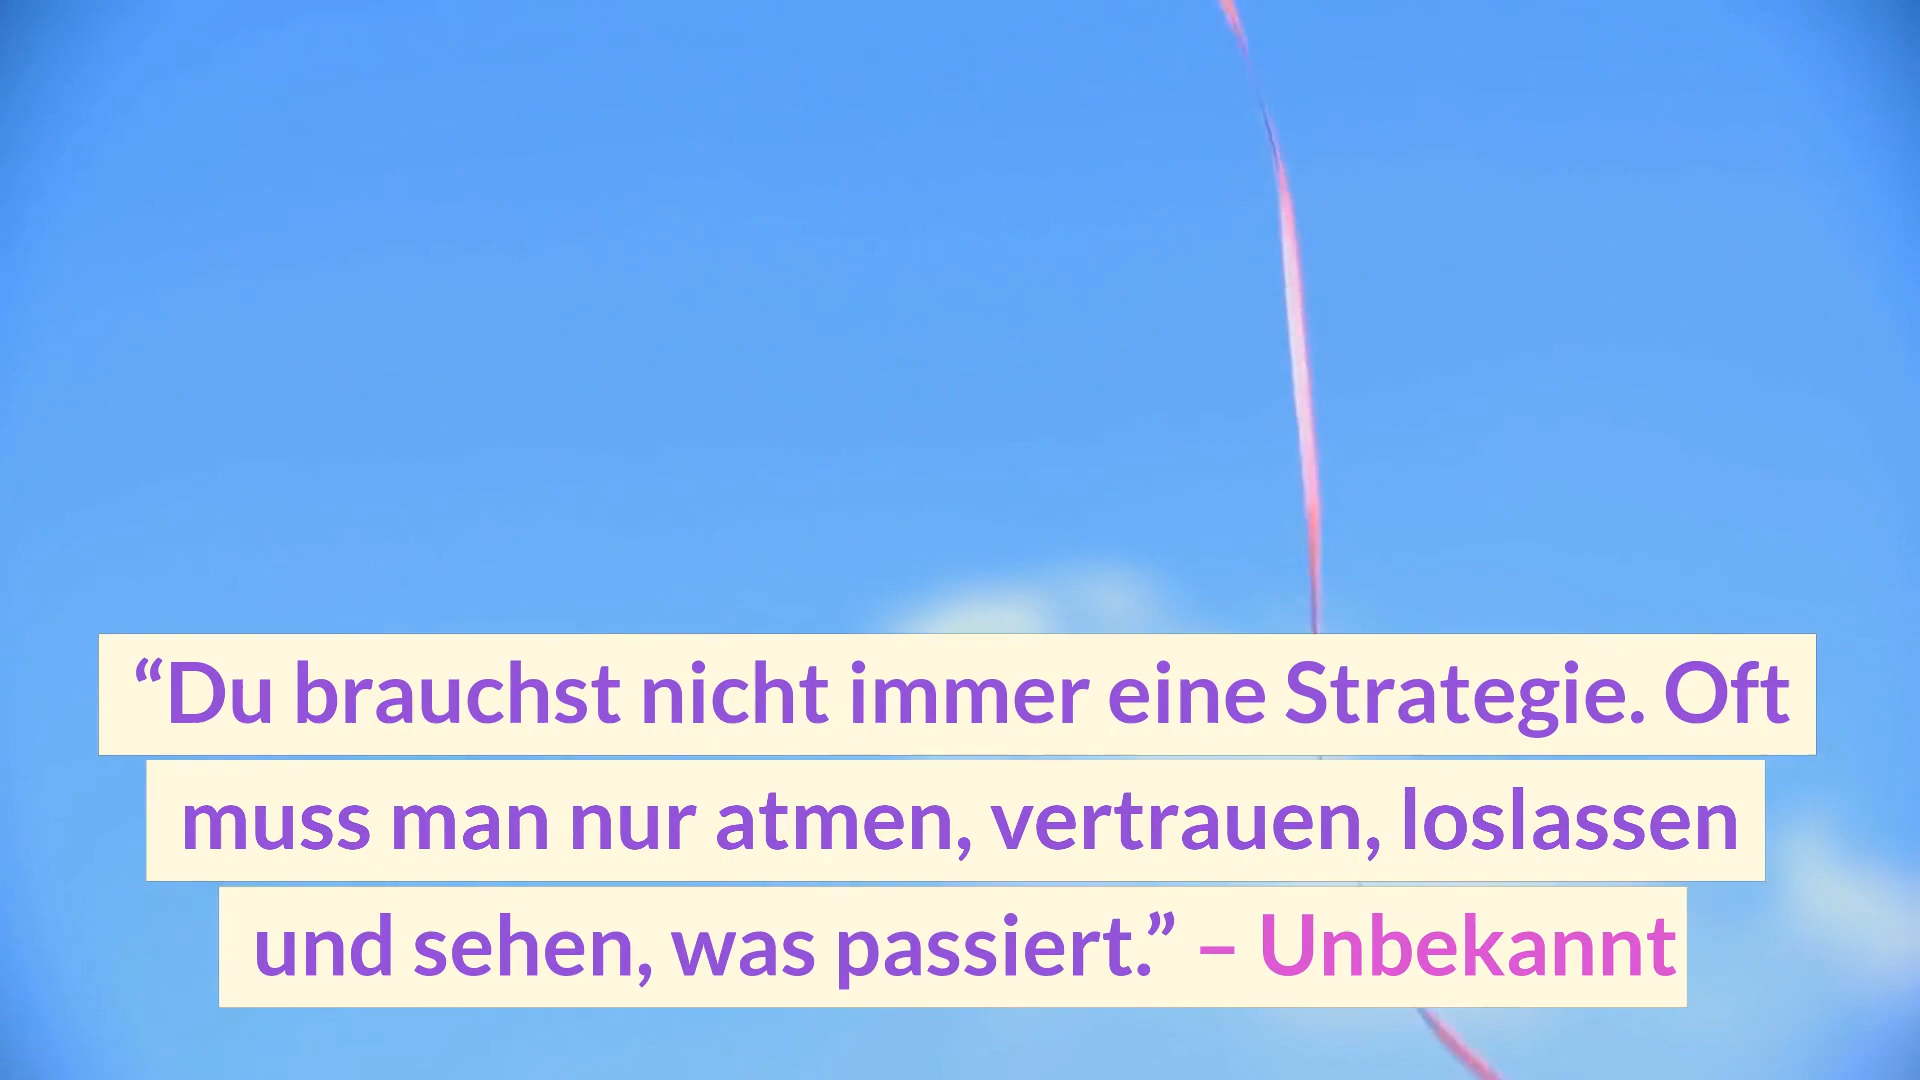 “Du brauchst nicht immer eine Strategie. Oft
muss man nur atmen, vertrauen, loslassen
und sehen, was passiert.” – Unbekannt